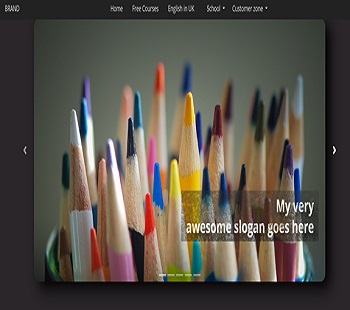 BRAND Home Free Courses English in UK School Customer zone
My very
awesome slogan goes here